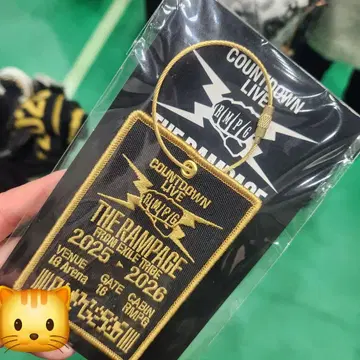 COUNTDOWN
LIVE
RMPG
THE RAMPAGE
COUNTDOWN
LIVE
RMPG
THE RAMPAGE
FROM EXILE TRIBE
2025 ▸ 2026
VENUE GATE CABIN
16 RMPG